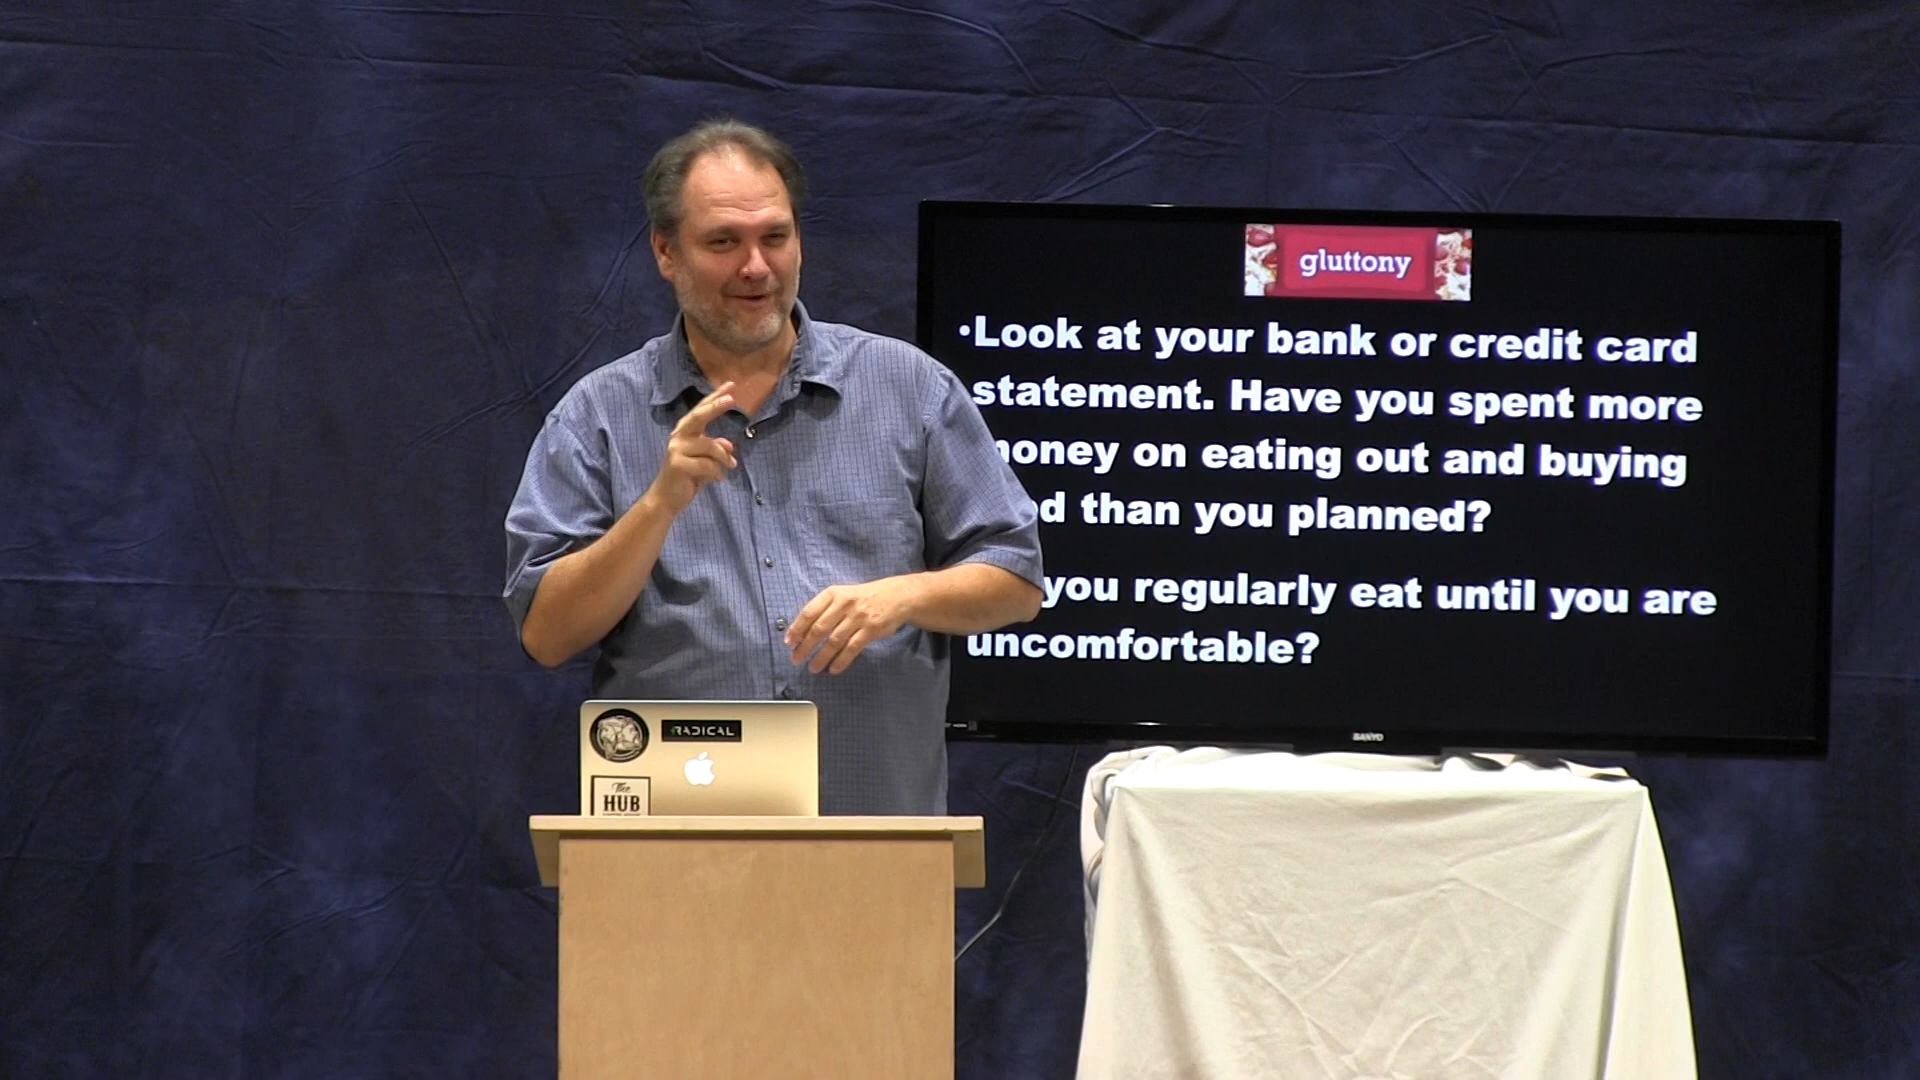 gluttony
•Look at your bank or credit card
statement. Have you spent more
oney on eating out and buying
d than you planned?
you regularly eat until you are
uncomfortable?
SANYO
RADICAL
The
HUB